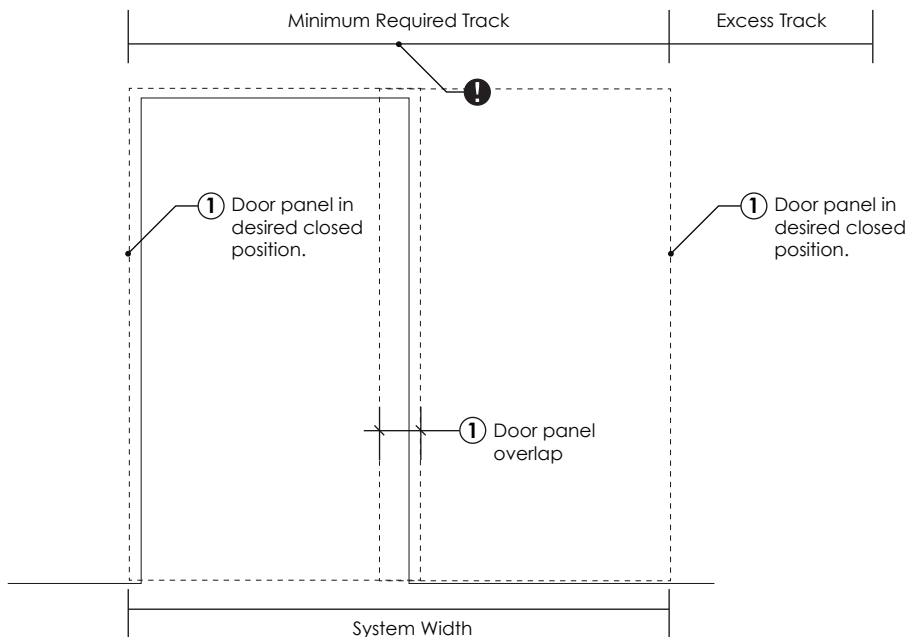 Minimum Required Track
Excess Track
!
1 Door panel in
desired closed
position.
1 Door panel in
desired closed
position.
1 Door panel
overlap
System Width